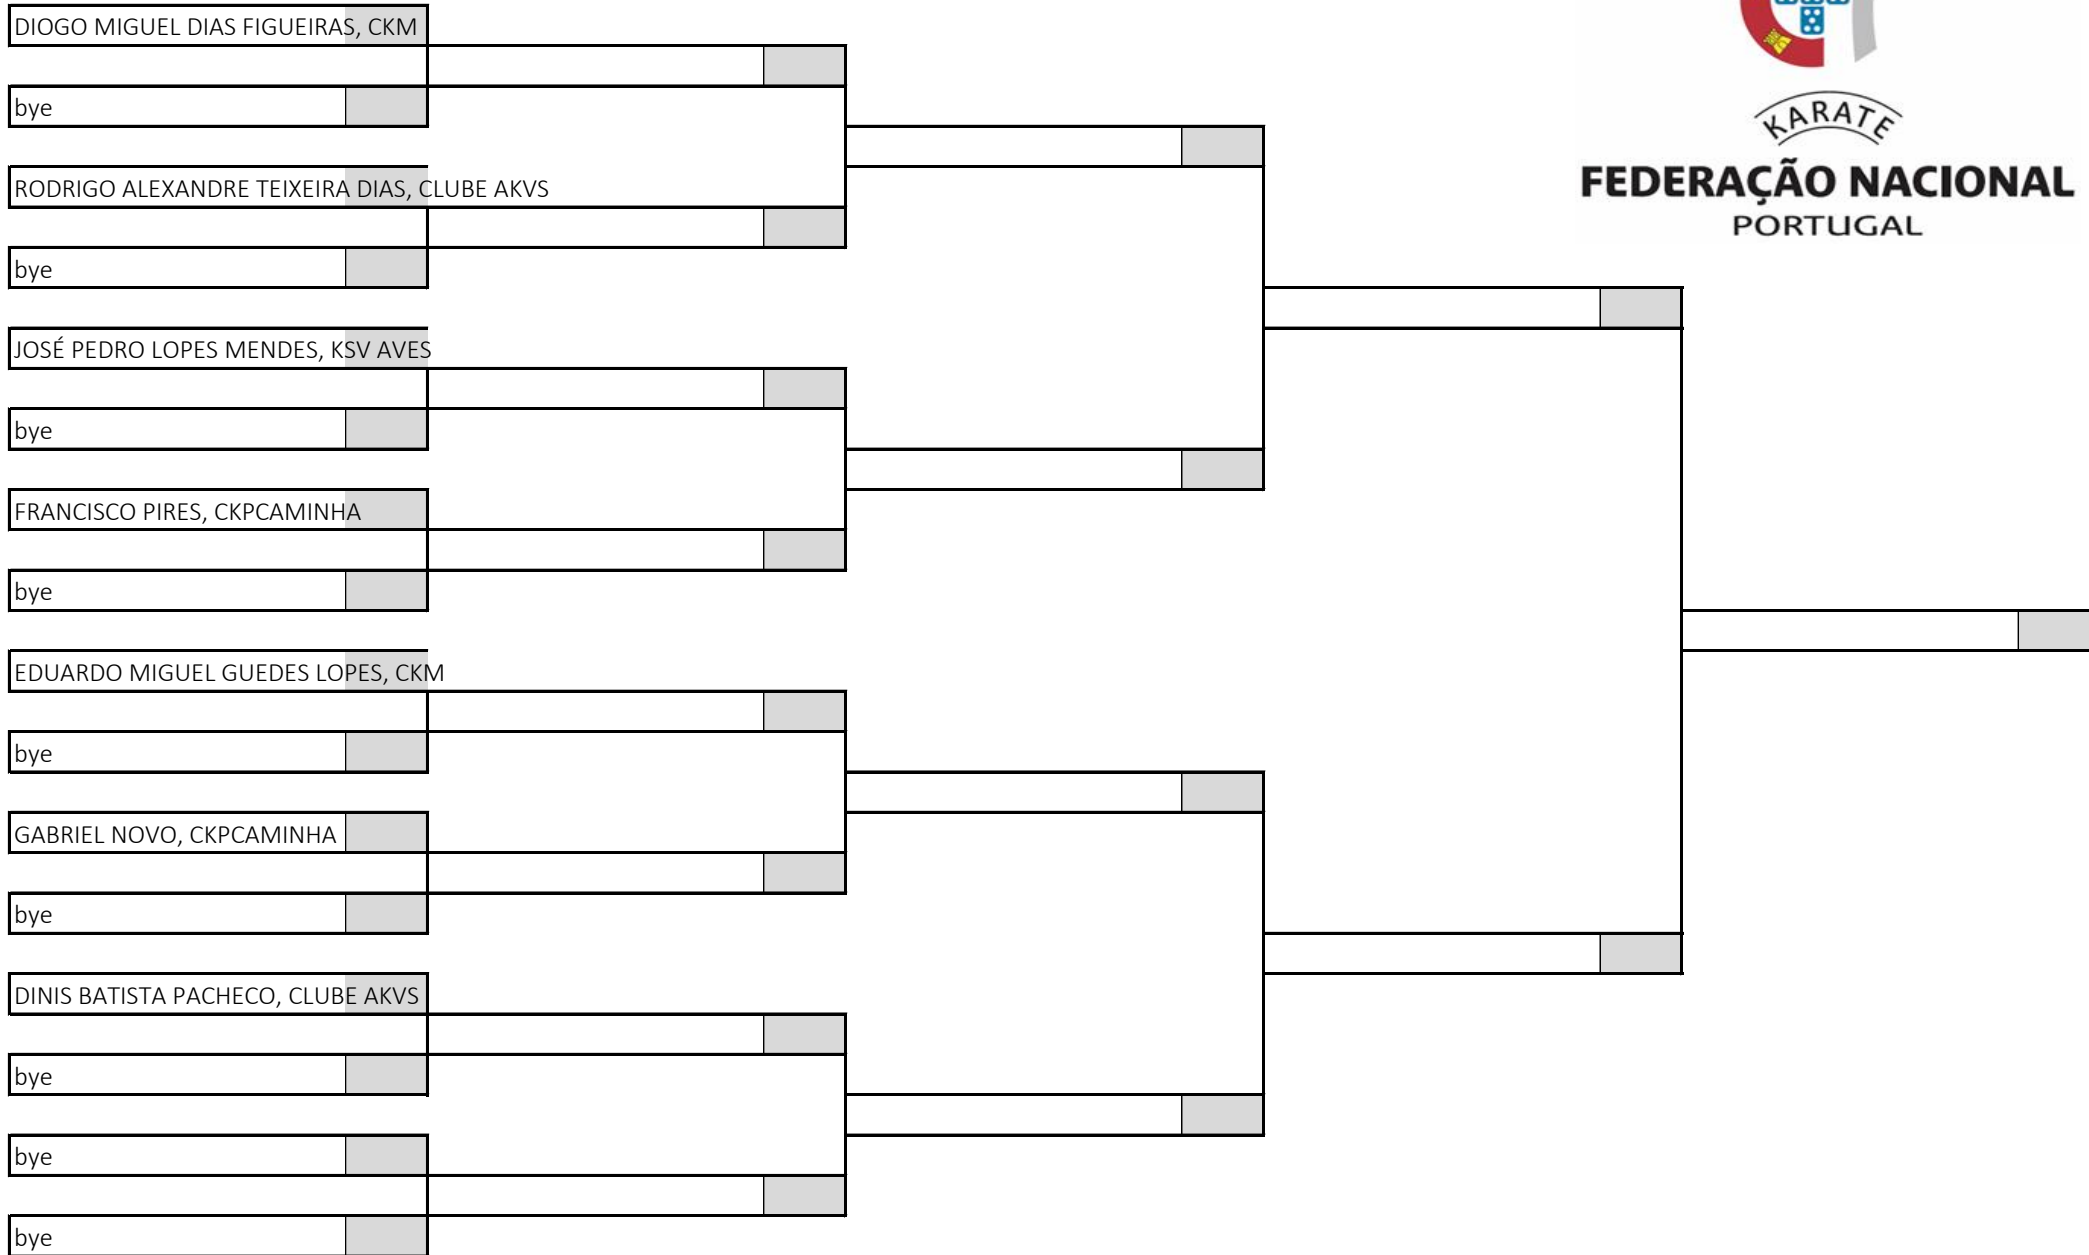 DIOGO MIGUEL DIAS FIGUEIRAS, CKM
bye
RODRIGO ALEXANDRE TEIXEIRA DIAS, CLUBE AKVS
bye
JOSÉ PEDRO LOPES MENDES, KSV AVES
bye
FRANCISCO PIRES, CKPCAMINHA
bye
EDUARDO MIGUEL GUEDES LOPES, CKM
bye
GABRIEL NOVO, CKPCAMINHA
bye
DINIS BATISTA PACHECO, CLUBE AKVS
bye
bye
bye
KARATE
FEDERAÇÃO NACIONAL
PORTUGAL